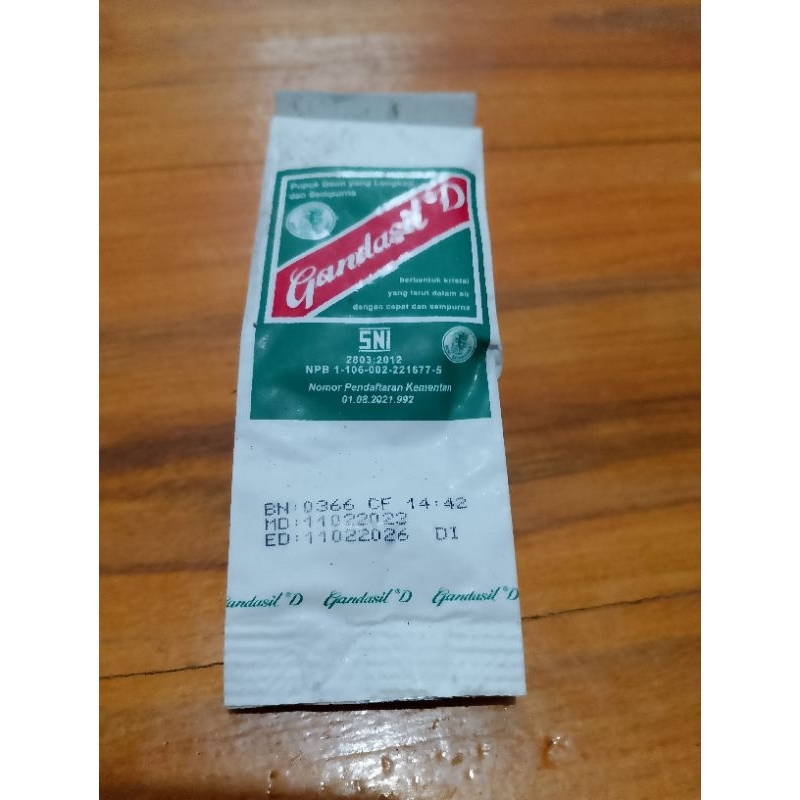 Pupuk Daun yang Lengkap
dan Sempurna
Gandasil ® D
berbentuk kristal
yang larut dalam air
dengan cepat dan sempurna
SNI
2803:2012
NPB 1-106-002-221677-5
Nomor Pendaftaran Kementan
01.08.2021.992
BN:0366 CF 14:42
MD:11022022
ED:11022026 DI
Gandasil ® D Gandasil ® D Gandasil ® D